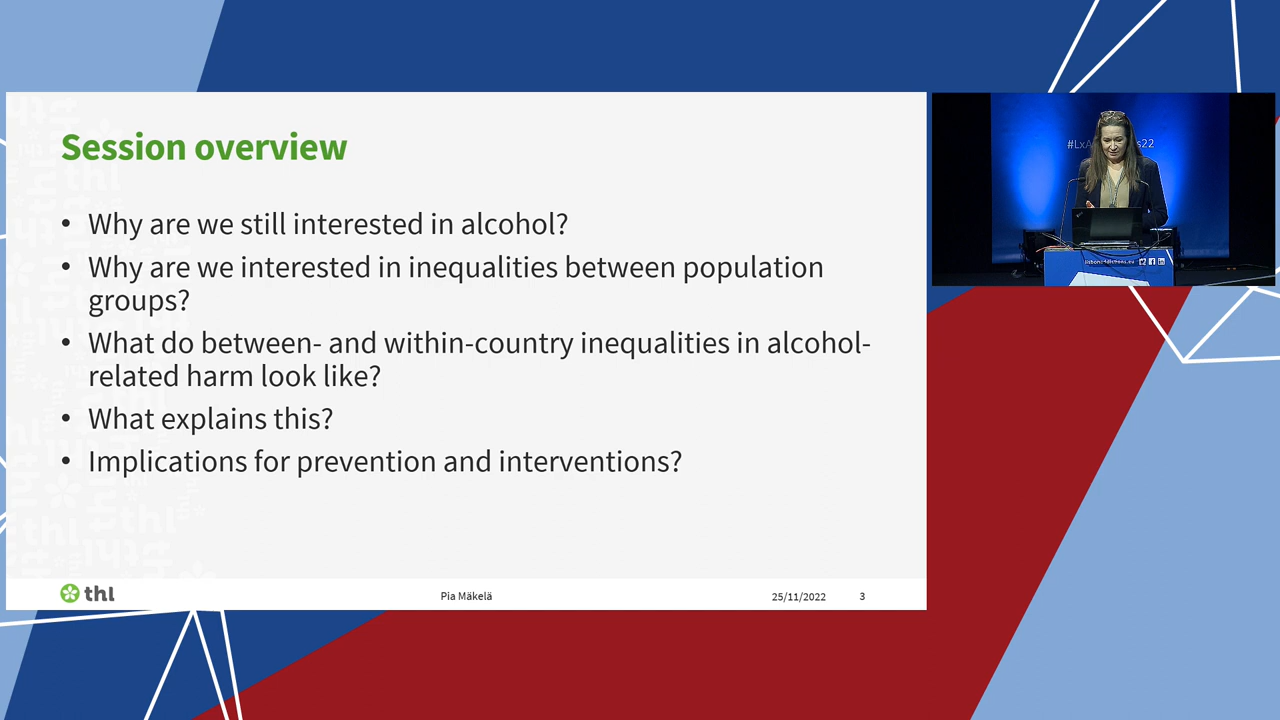 Session overview
• Why are we still interested in alcohol?
• Why are we interested in inequalities between population
groups?
• What do between- and within-country inequalities in alcohol-
related harm look like?
• What explains this?
• Implications for prevention and interventions?
thl
Pia Mäkelä
25/11/2022
3